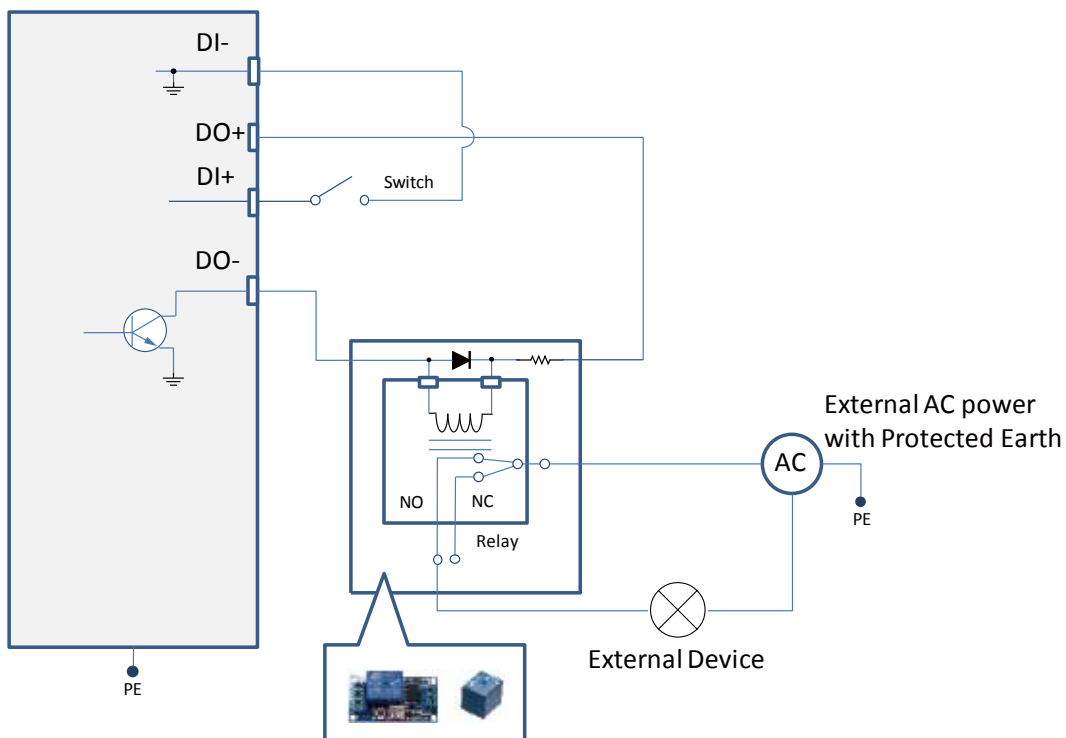 DI-
DO+
DI+
Switch
DO-
External AC power
with Protected Earth
AC
NO
NC
PE
Relay
External Device
PE